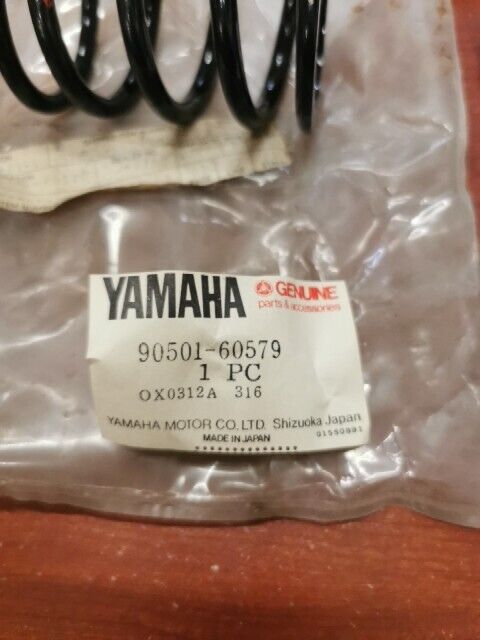 YAMAHA
GENUINE
parts & accessories
90501-60579
1 PC
OX0312A 316
YAMAHA MOTOR CO. LTD. Shizuoka, Japan
MADE IN JAPAN